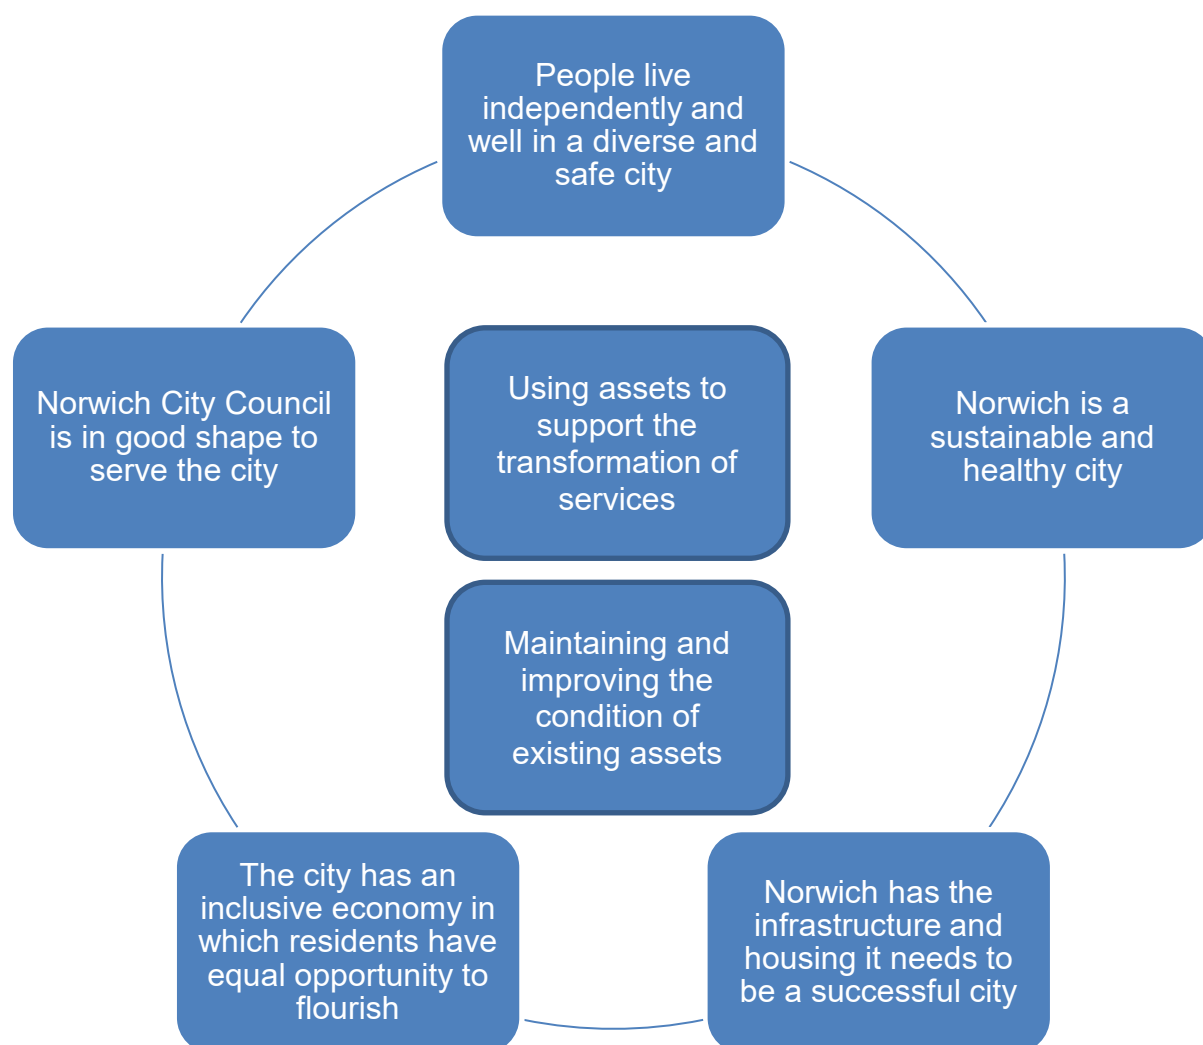 People live
independently and
well in a diverse and
safe city
Norwich City Council
is in good shape to
serve the city
Using assets to
support the
transformation of
services
Norwich is a
sustainable and
healthy city
Maintaining and
improving the
condition of
existing assets
The city has an
inclusive economy in
which residents have
equal opportunity to
flourish
Norwich has the
infrastructure and
housing it needs to
be a successful city